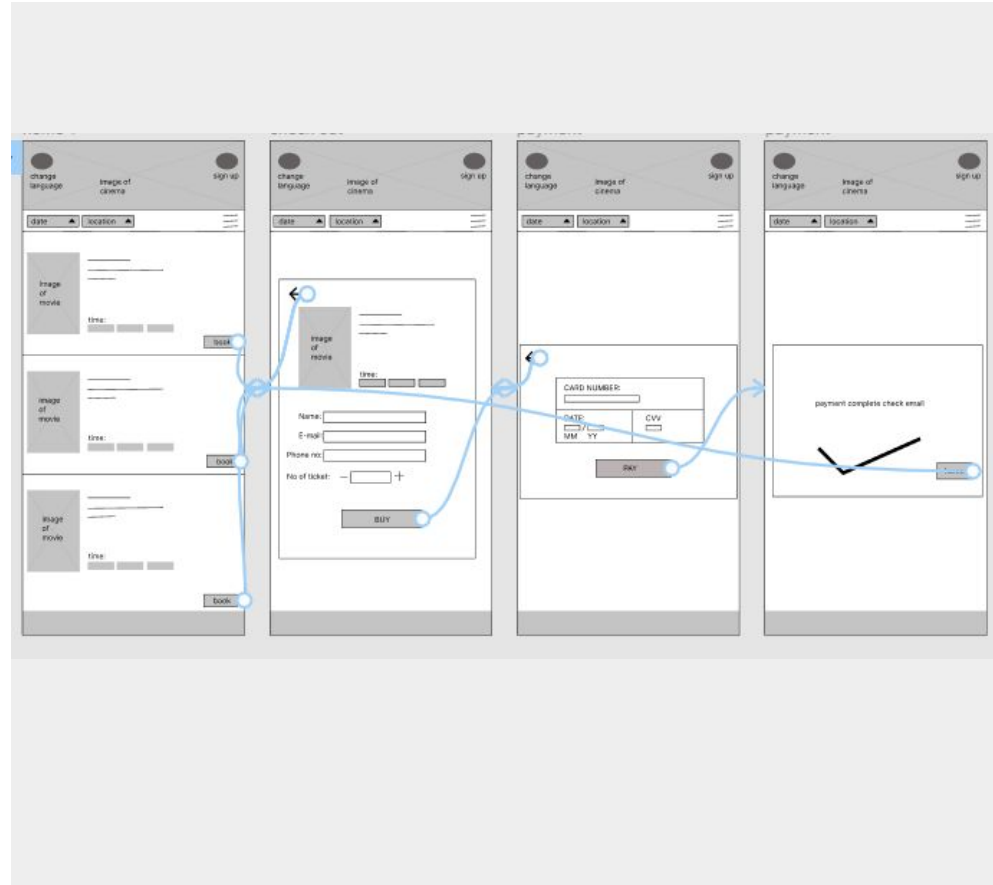 change
language
Image of
cinema
sign up
date
location
Image
of
movie
time:
book
image
of
movie
time:
book
Image
of
movie
time:
book
change
language
Image of
cinema
sign up
date
location
Image
of
movie
time:
Name:
E-mail:
Phone no:
No of ticket: − +
BUY
change
language
Image of
cinema
sign up
date
location
CARD NUMBER:
DATE:
/
MM YY
CVV
PAY
change
language
Image of
cinema
sign up
date
location
payment complete check email